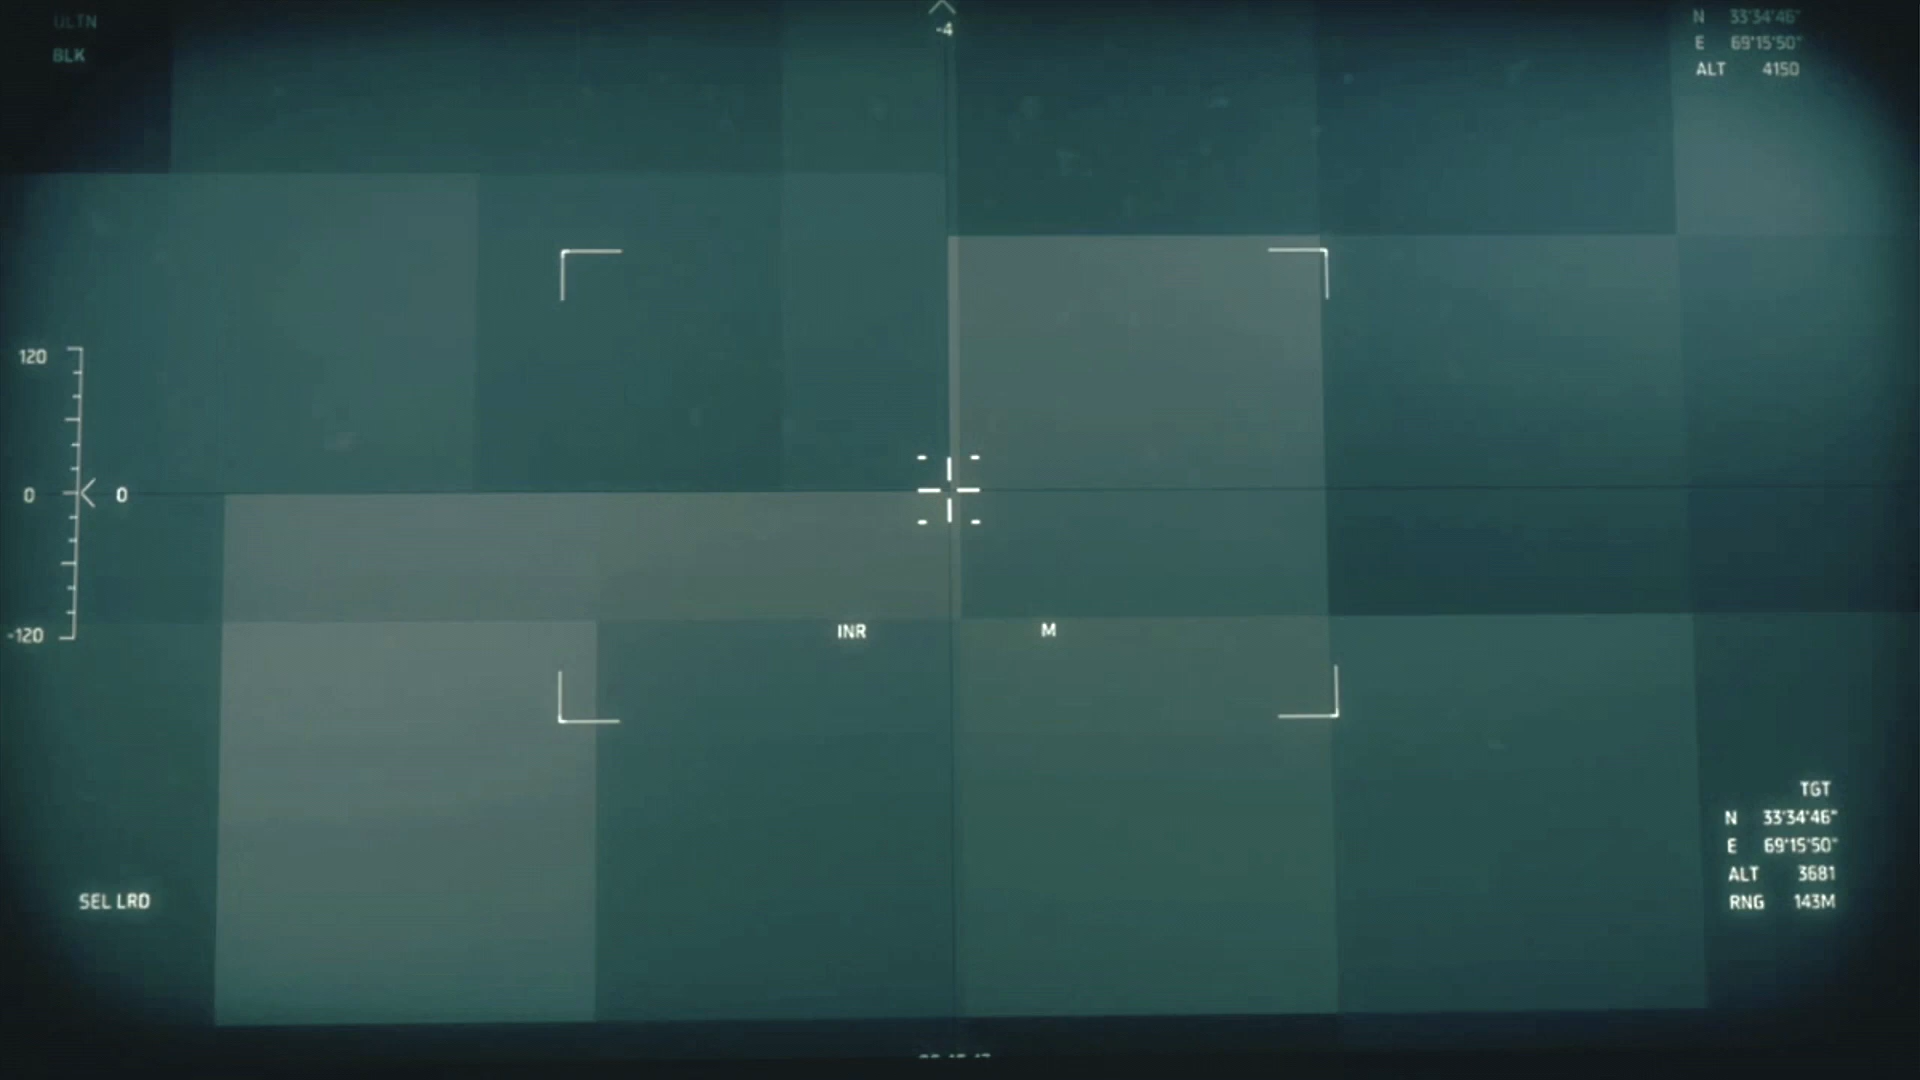 ULTN
BLK
-4
N 33°34'46"
E 69°15'50"
ALT 4150
120
0 0
-120
INR M
TGT
N 33°34'46"
E 69°15'50"
ALT 3681
RNG 143M
SEL LRD